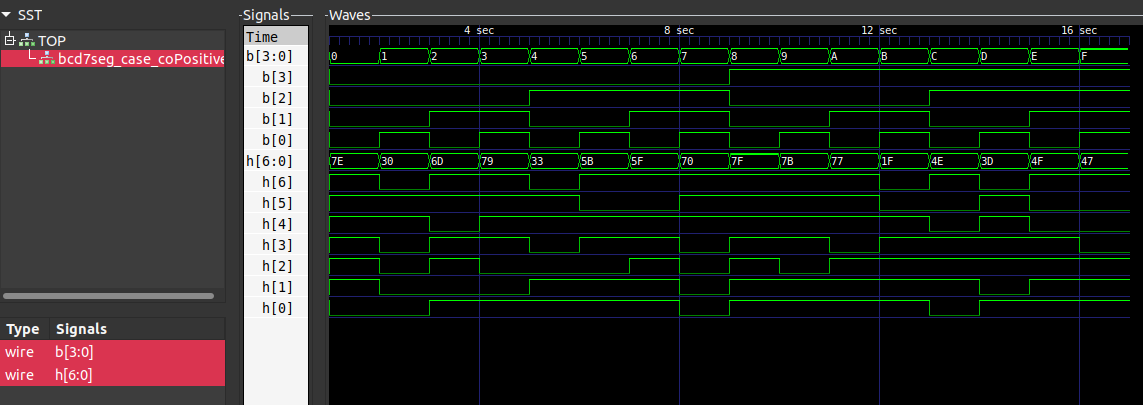 SST
Signals
Waves
TOP
bcd7seg_case_coPositive
Time
4 sec 8 sec 12 sec 16 sec
b[3:0] 0 1 2 3 4 5 6 7 8 9 A B C D E F
b[3]
b[2]
b[1]
b[0]
h[6:0] 7E 30 6D 79 33 5B 5F 70 7F 7B 77 1F 4E 3D 4F 47
h[6]
h[5]
h[4]
h[3]
h[2]
h[1]
h[0]
Type Signals
wire b[3:0]
wire h[6:0]